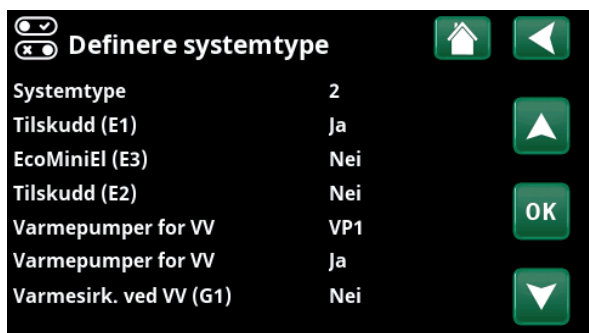 Definere systemtype
Systemtype 2
Tilskudd (E1) Ja
EcoMiniEl (E3) Nei
Tilskudd (E2) Nei
Varmepumper for VV VP1
Varmepumper for VV Ja
Varmesirk. ved VV (G1) Nei
OK